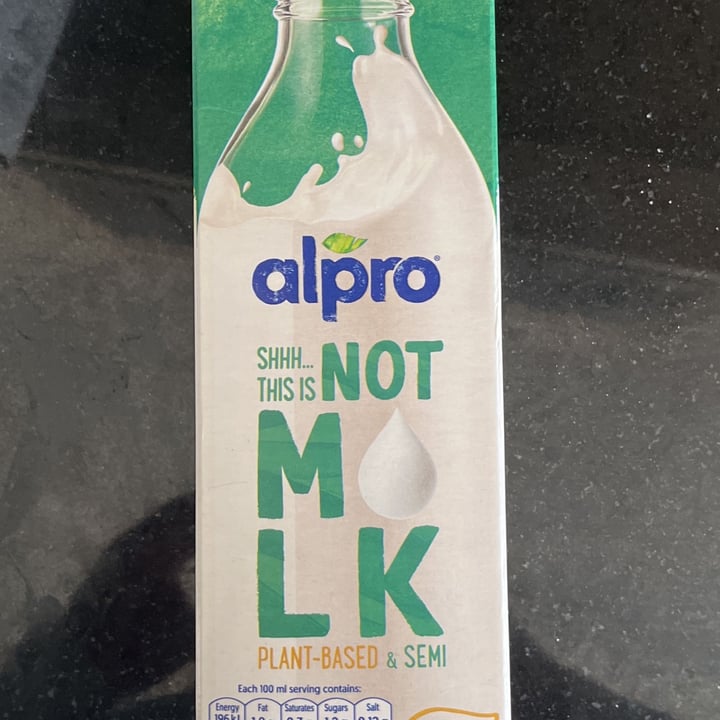 alpro®
SHHH...
THIS IS NOT
M LK
PLANT-BASED & SEMI
Each 100 ml serving contains:
Energy Fat Saturates Sugars Salt